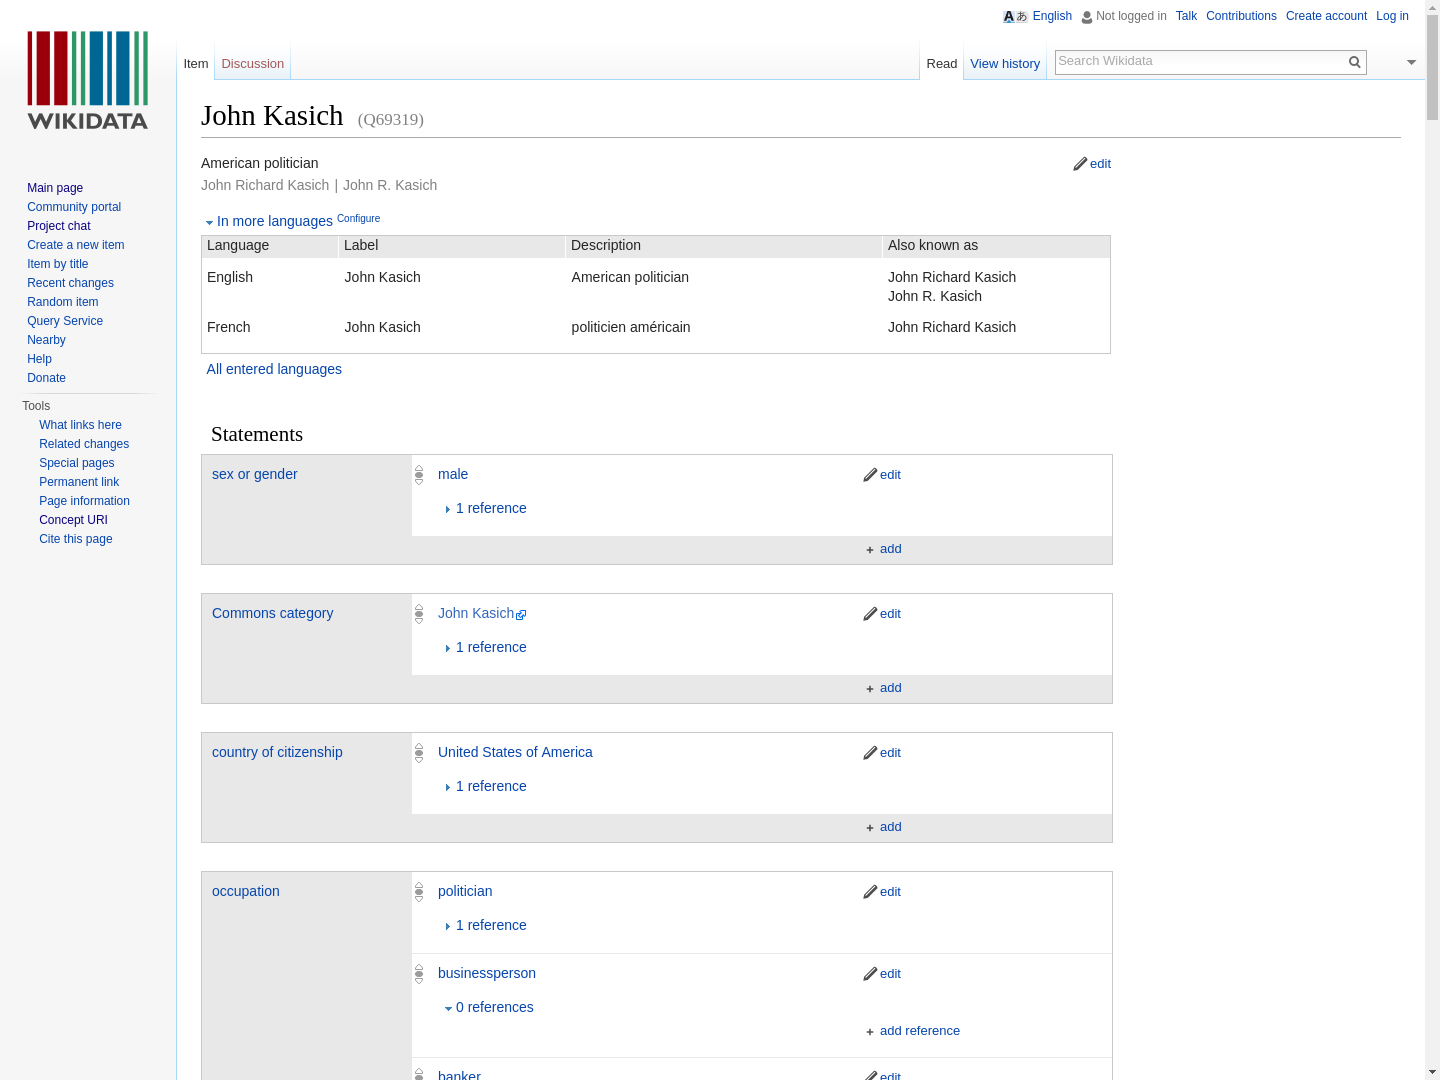 English Not logged in Talk Contributions Create account Log in
WIKIDATA
Item Discussion Read View history Search Wikidata
Main page
Community portal
Project chat
Create a new item
Item by title
Recent changes
Random item
Query Service
Nearby
Help
Donate
Tools
What links here
Related changes
Special pages
Permanent link
Page information
Concept URI
Cite this page
John Kasich (Q69319)
American politician edit
John Richard Kasich | John R. Kasich
In more languages Configure
Language Label Description Also known as
English John Kasich American politician John Richard Kasich
John R. Kasich
French John Kasich politicien américain John Richard Kasich
All entered languages
Statements
sex or gender male edit
1 reference
+ add
Commons category John Kasich edit
1 reference
+ add
country of citizenship United States of America edit
1 reference
+ add
occupation politician edit
1 reference
businessperson edit
0 references
+ add reference
banker edit